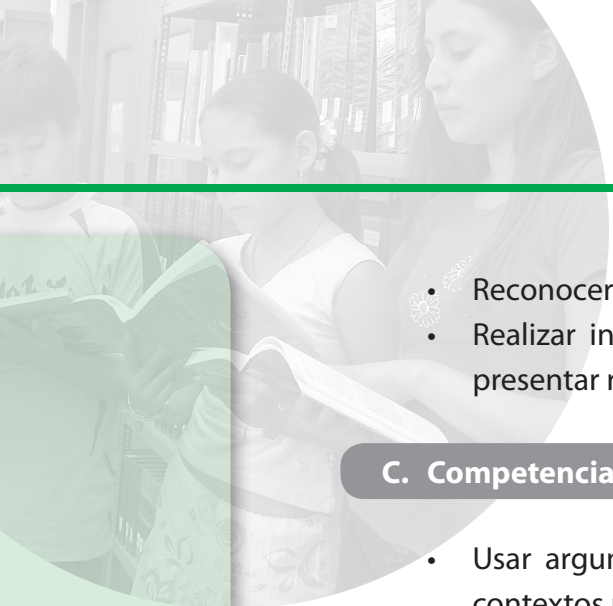 • Reconocer
• Realizar in
presentar r
C. Competencia
• Usar argu
contextos